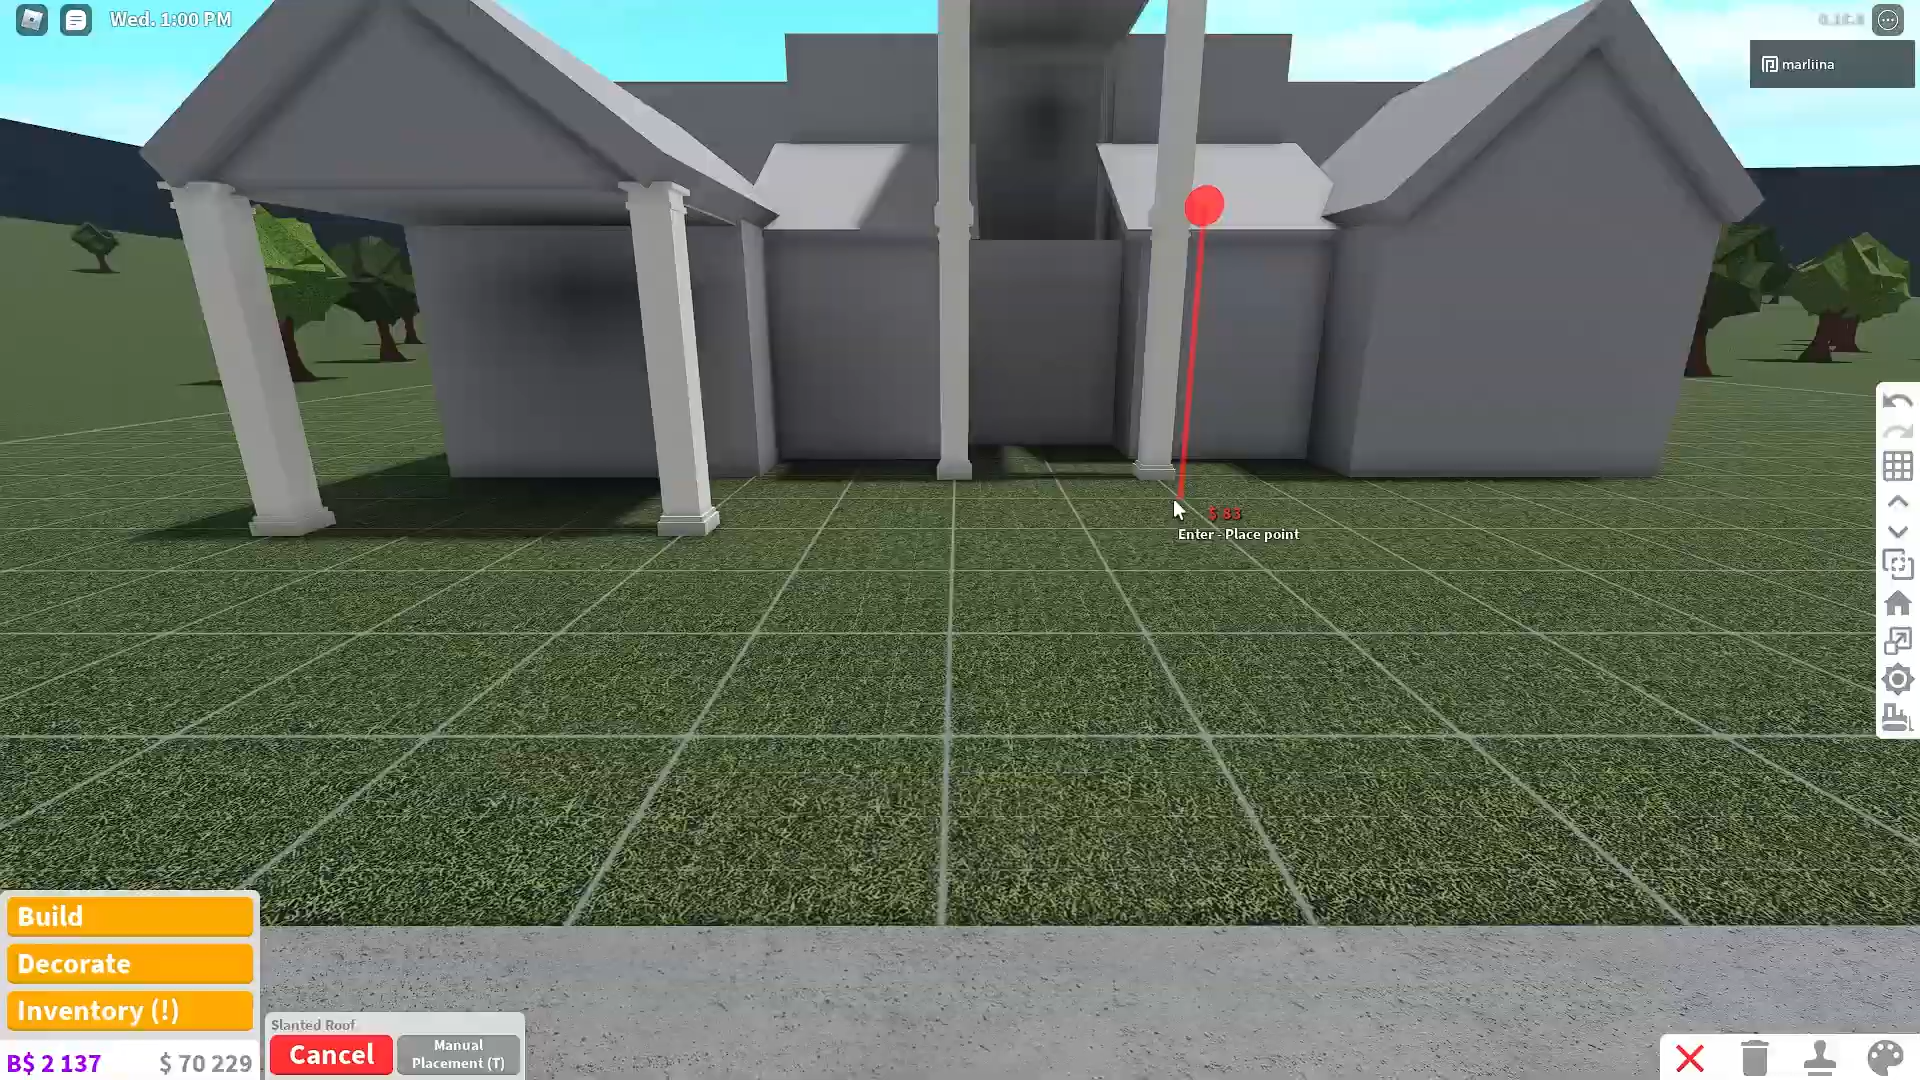 Wed. 1:00 PM
marliina
$ 83
Enter - Place point
Build
Decorate
Inventory (!)
B$ 2 137
$ 70 229
Slanted Roof
Cancel
Manual
Placement (T)